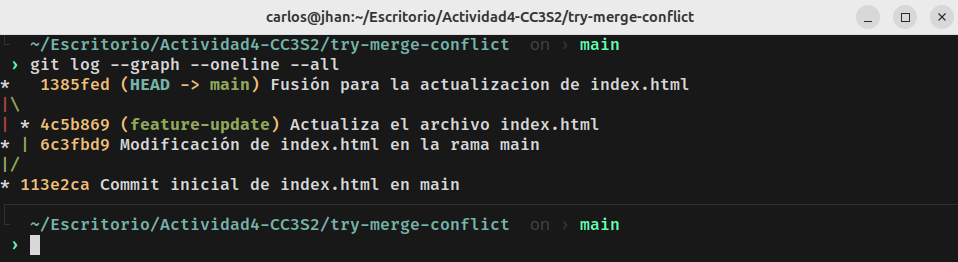 carlos@jhan:~/Escritorio/Actividad4-CC3S2/try-merge-conflict
~/Escritorio/Actividad4-CC3S2/try-merge-conflict on › main
› git log --graph --oneline --all
*   1385fed (HEAD -> main) Fusión para la actualizacion de index.html
|\
| * 4c5b869 (feature-update) Actualiza el archivo index.html
* | 6c3fbd9 Modificación de index.html en la rama main
|/
* 113e2ca Commit inicial de index.html en main
~/Escritorio/Actividad4-CC3S2/try-merge-conflict on › main
›